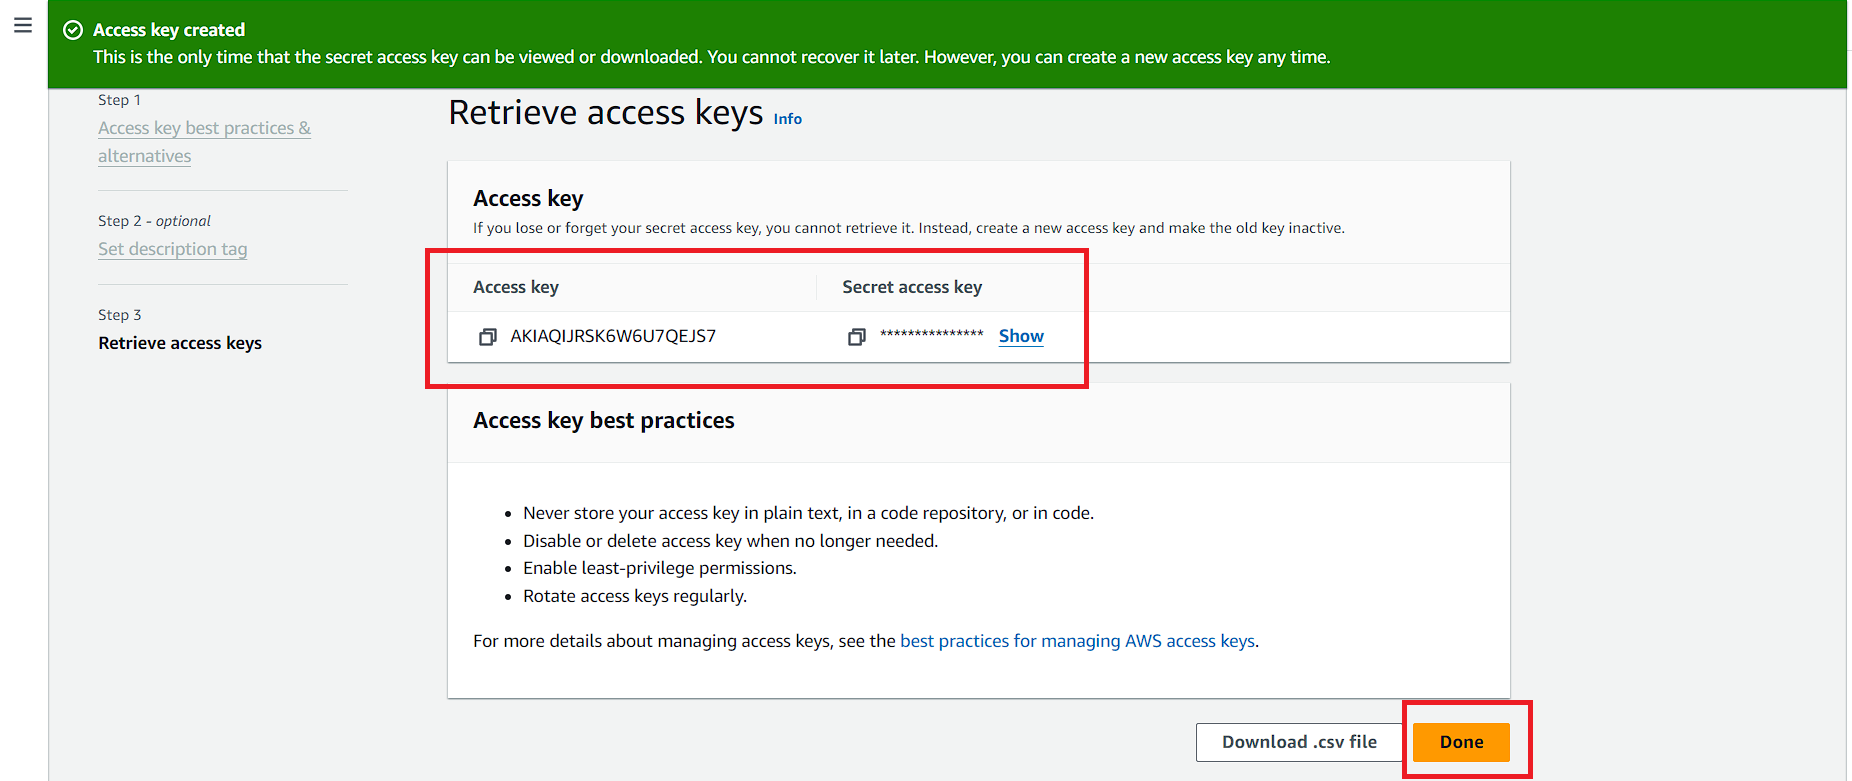 Access key created
This is the only time that the secret access key can be viewed or downloaded. You cannot recover it later. However, you can create a new access key any time.
Step 1
Access key best practices &
alternatives
Step 2 - optional
Set description tag
Step 3
Retrieve access keys
Retrieve access keys Info
Access key
If you lose or forget your secret access key, you cannot retrieve it. Instead, create a new access key and make the old key inactive.
Access key Secret access key
AKIAQIJRSK6W6U7QEJS7 *************** Show
Access key best practices
• Never store your access key in plain text, in a code repository, or in code.
• Disable or delete access key when no longer needed.
• Enable least-privilege permissions.
• Rotate access keys regularly.
For more details about managing access keys, see the best practices for managing AWS access keys.
Download .csv file Done